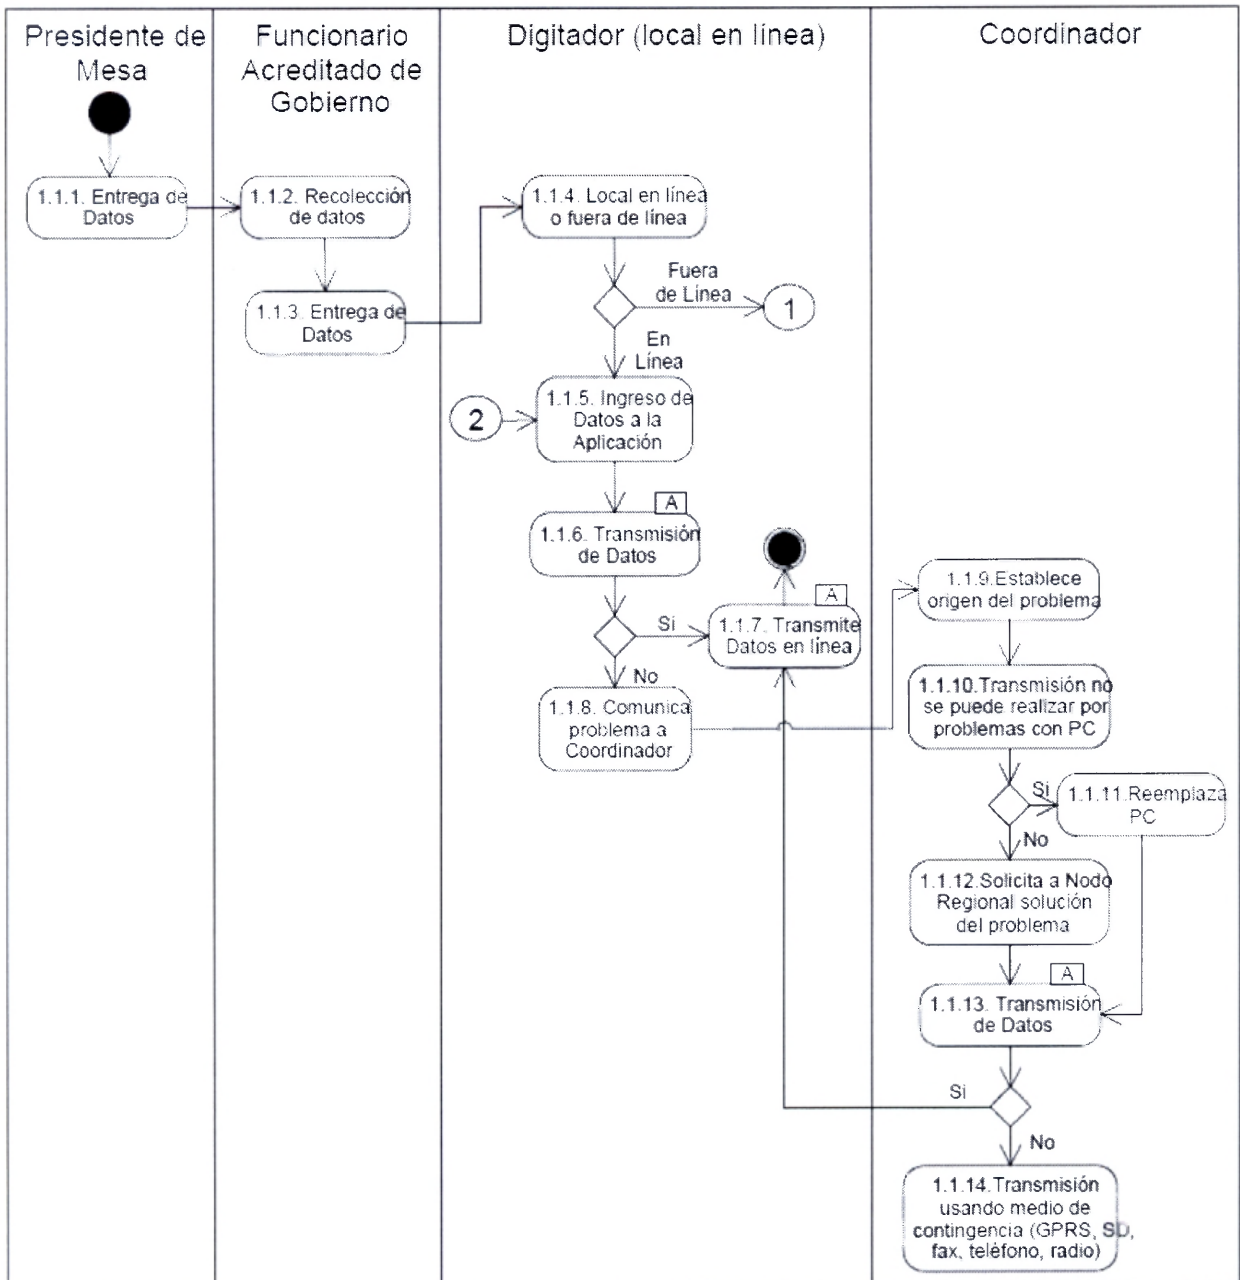 Presidente de
Mesa
Funcionario
Acreditado de
Gobierno
Digitador (local en línea)
Coordinador
1.1.1. Entrega de
Datos
1.1.2. Recolección
de datos
1.1.3. Entrega de
Datos
1.1.4. Local en línea
o fuera de línea
Fuera
de Línea
1
En
Línea
2
1.1.5. Ingreso de
Datos a la
Aplicación
A
1.1.6. Transmisión
de Datos
Si
No
A
1.1.7. Transmite
Datos en línea
1.1.8. Comunica
problema a
Coordinador
1.1.9.Establece
origen del problema
1.1.10.Transmisión no
se puede realizar por
problemas con PC
Si
No
1.1.11.Reemplaza
PC
1.1.12.Solicita a Nodo
Regional solución
del problema
A
1.1.13. Transmisión
de Datos
Si
No
1.1.14.Transmisión
usando medio de
contingencia (GPRS, SD,
fax, teléfono, radio)